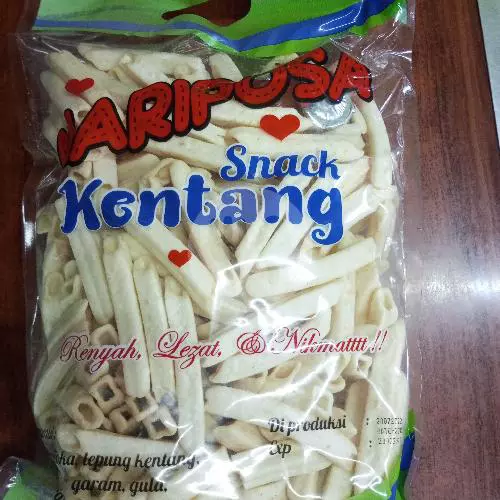 MARIPOSA
Snack
Kentang
Renyah, Lezat, & Nikmatttt !!
Di produksi :
Exp :
tepung kentang,
garam, gula,